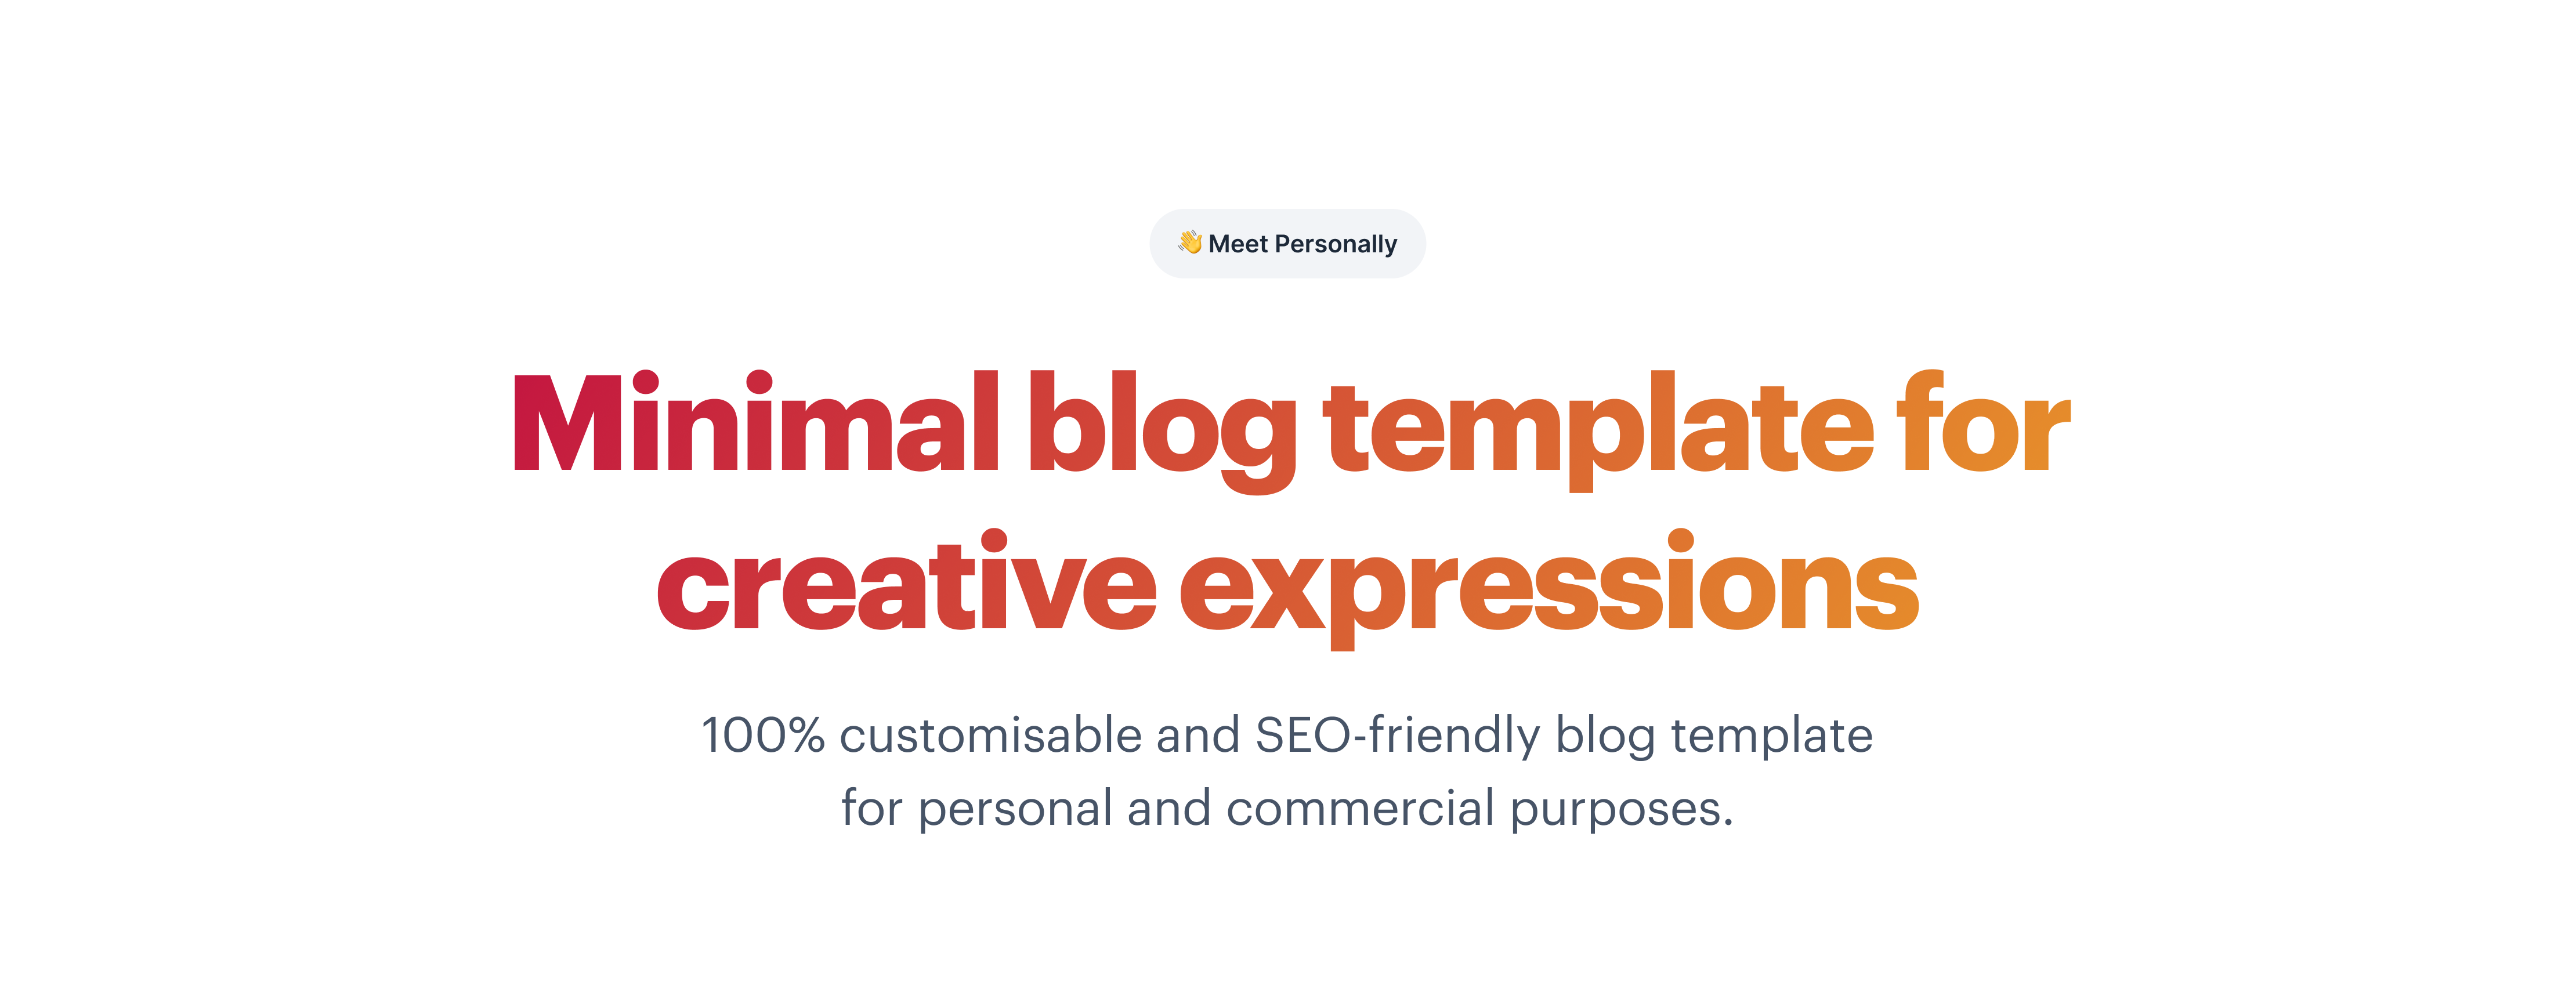 👋 Meet Personally
Minimal blog template for
creative expressions
100% customisable and SEO-friendly blog template
for personal and commercial purposes.